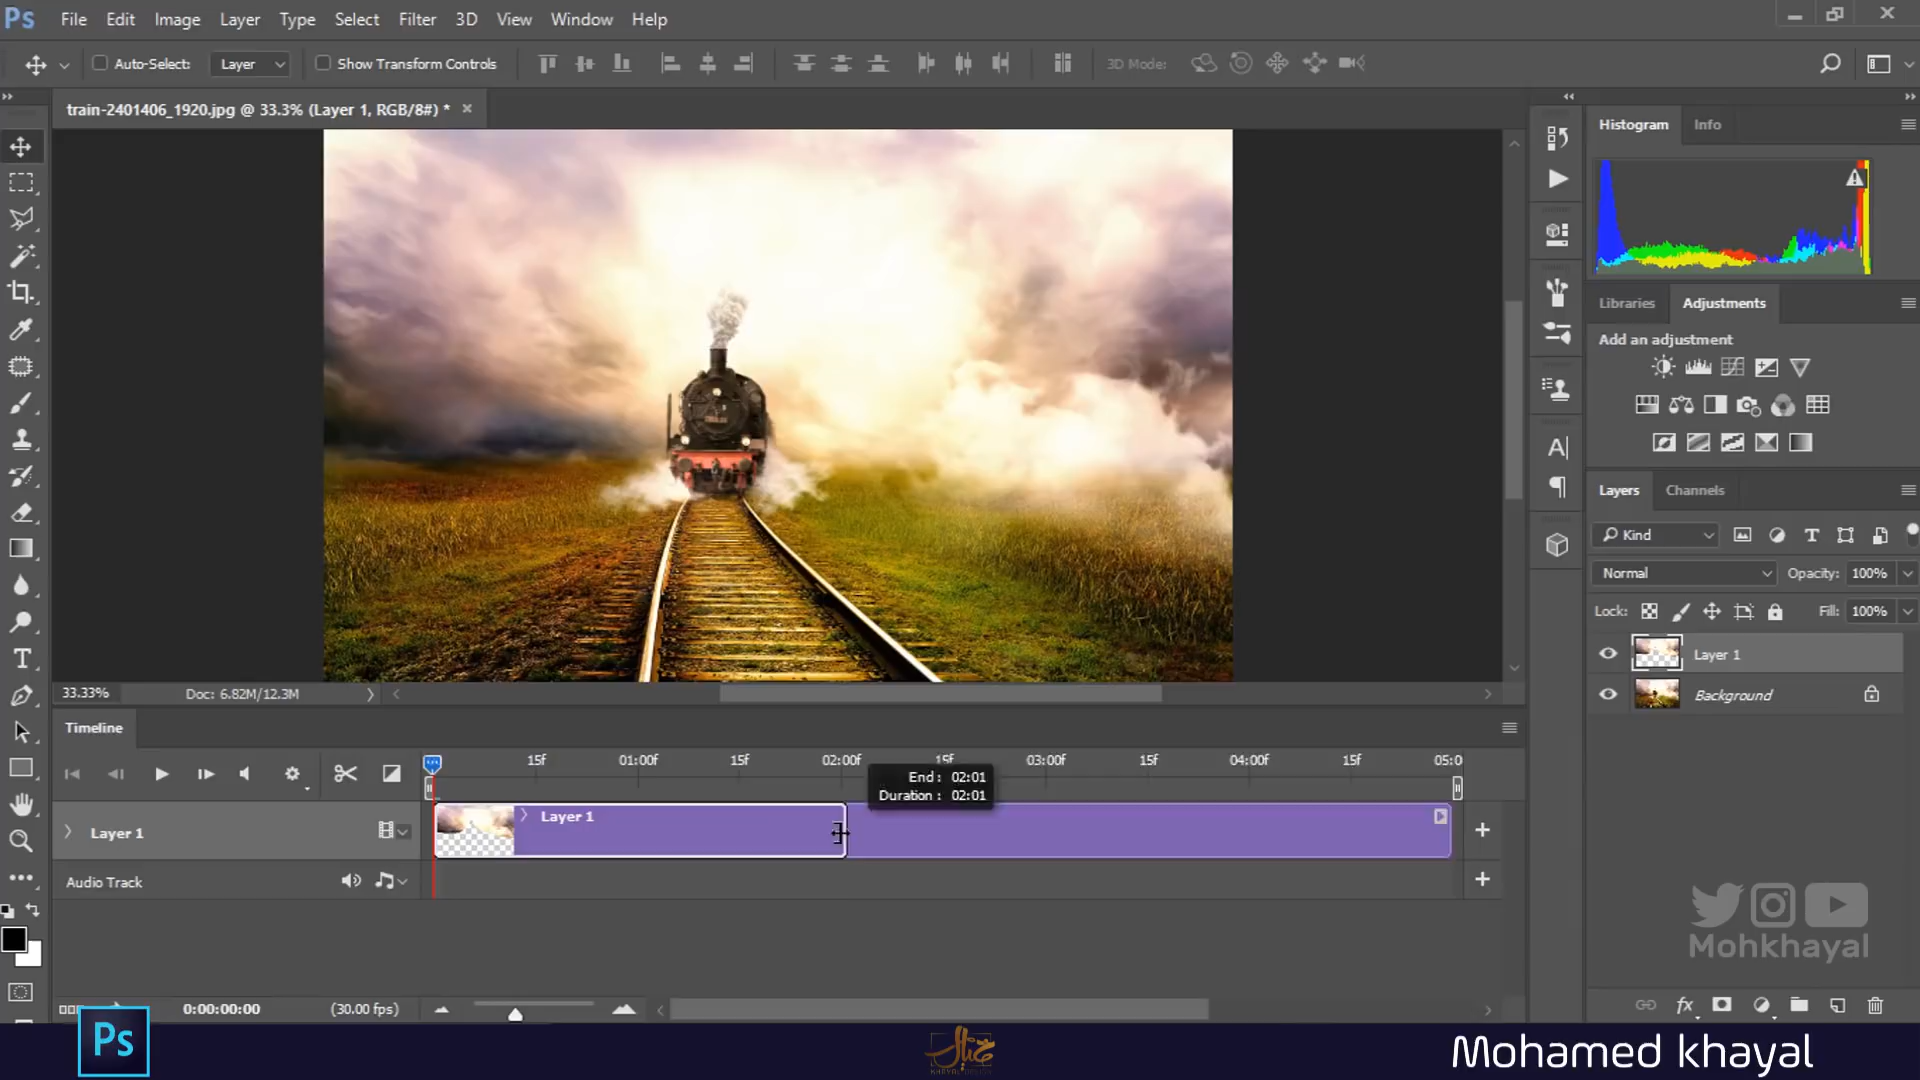 Ps File Edit Image Layer Type Select Filter 3D View Window Help
Auto-Select: Layer Show Transform Controls 3D Mode:
train-2401406_1920.jpg @ 33.3% (Layer 1, RGB/8#) *
Histogram Info
Libraries Adjustments
Add an adjustment
Layers Channels
Kind
Normal Opacity: 100%
Lock: Fill: 100%
Layer 1
Background
33.33% Doc: 6.82M/12.3M
Timeline
15f 01:00f 15f 02:00f 15f 03:00f 15f 04:00f 15f 05:0
End : 02:01
Duration : 02:01
Layer 1
Layer 1
Audio Track
0:00:00:00 (30.00 fps)
Mohkhayal
Ps
Mohamed khayal